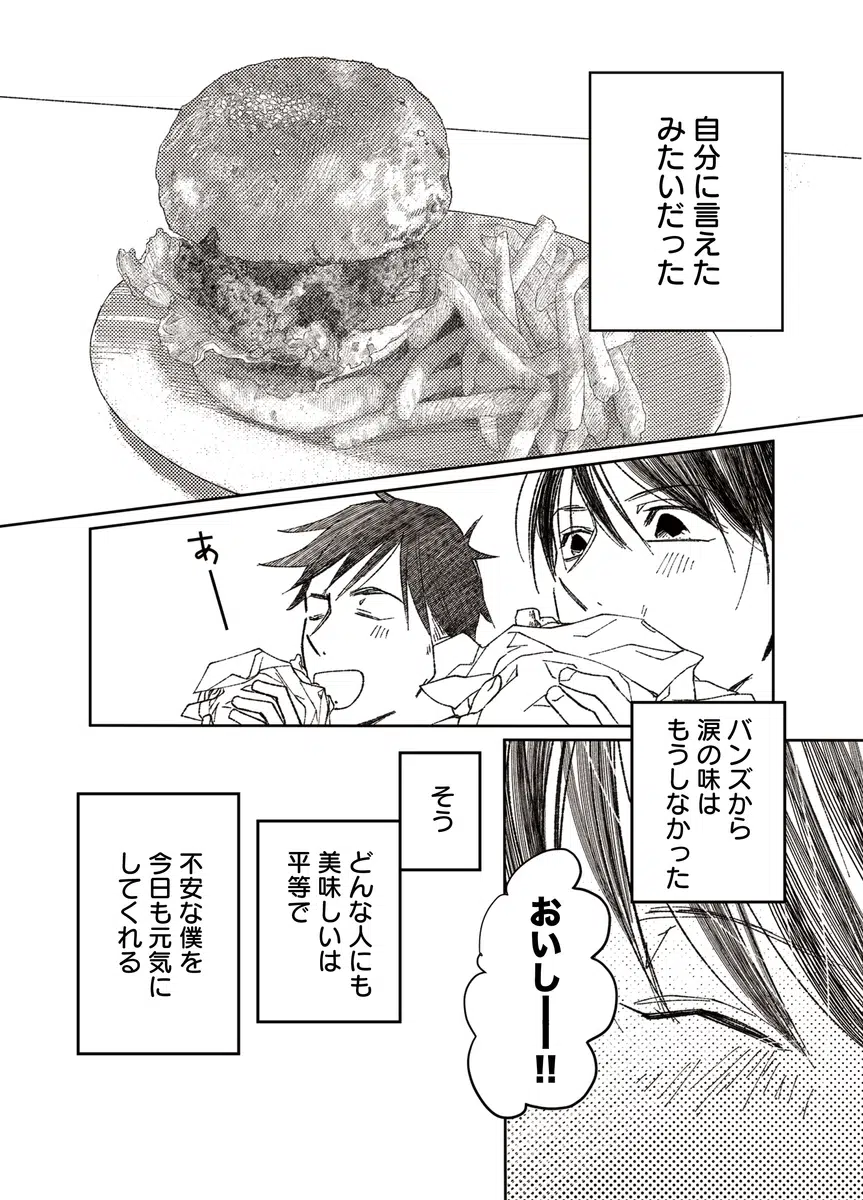 自分に言えた
みたいだった
あー
バンズから
涙の味は
もうしなかった
おいしー!!
そう
どんな人にも
美味しいは
平等で
不安な僕を
今日も元気に
してくれる